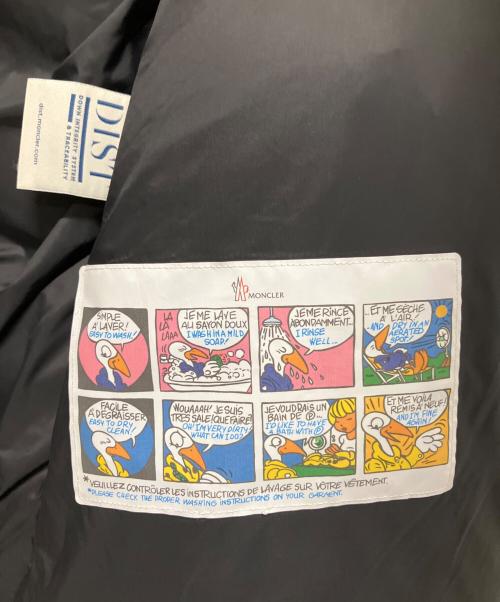 DIST
DOWN INTEGRITY SYSTEM
& TRACEABILITY
dist.moncler.com
MONCLER
SIMPLE
À LAVER!
EASY TO WASH!
LA
LA
LAAA
JE ME LAVE
AU SAVON DOUX
I WASH IN A MILD
SOAP!
JE ME RINCE
ABONDAMMENT...
I RINSE
WELL...
...ET ME SÈCHE
À L'AIR!
...AND DRY IN AN
AERATED
SPOT!
FACILE
À DEGRAISSER
EASY TO DRY
CLEAN!
WOUAAAH! JE SUIS
TRES SALE! QUE FAIRE
OH! I'M VERY DIRTY
WHAT CAN I DO?
JE VOUDRAIS UN
BAIN DE Ⓟ...
I'D LIKE TO HAVE
A BATH WITH Ⓟ
ET ME VOILÀ
REMIS À NEUF!
AND I'M FINE
AGAIN!
*VEUILLEZ CONTRÔLER LES INSTRUCTIONS DE LAVAGE SUR VÔTRE VÊTEMENT.
*PLEASE CHECK THE PROPER WASHING INSTRUCTIONS ON YOUR GARMENT.